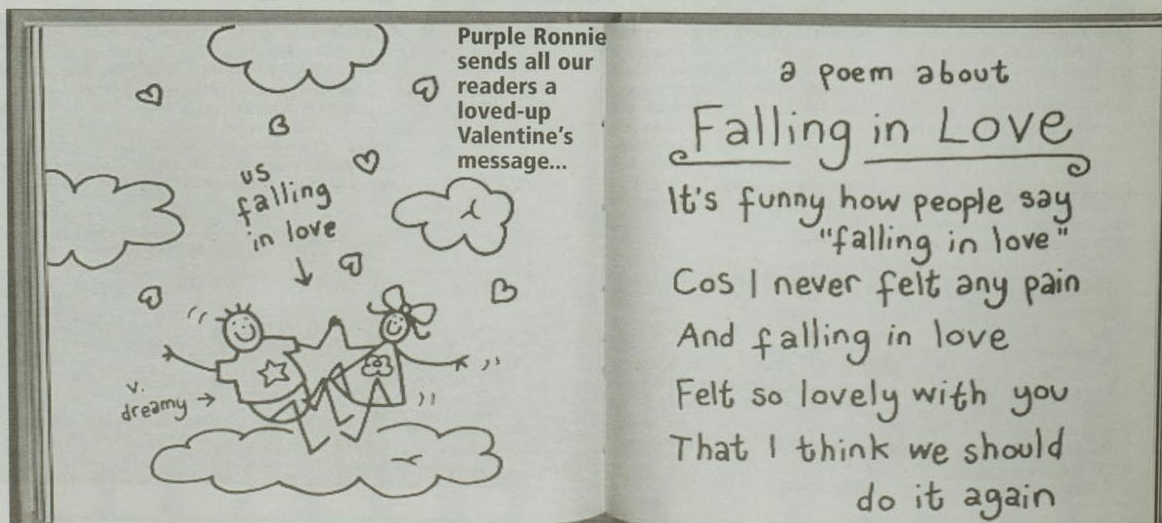 Purple Ronnie
sends all our
readers a
loved-up
Valentine's
message...
us
falling
in love
v.
dreamy
a poem about
Falling in Love
It's funny how people say
"falling in love"
Cos I never felt any pain
And falling in love
Felt so lovely with you
That I think we should
do it again